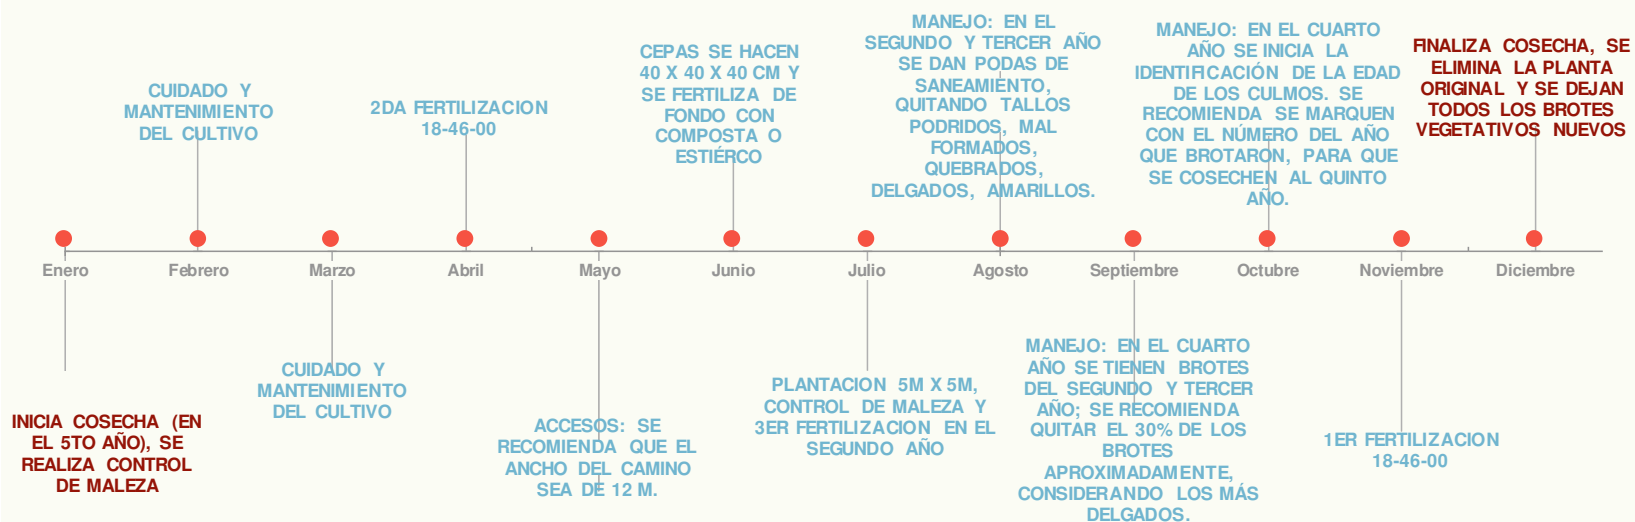 CUIDADO Y
MANTENIMIENTO
DEL CULTIVO
2DA FERTILIZACION
18-46-00
CEPAS SE HACEN
40 X 40 X 40 CM Y
SE FERTILIZA DE
FONDO CON
COMPOSTA O
ESTIÉRCO
MANEJO: EN EL
SEGUNDO Y TERCER AÑO
SE DAN PODAS DE
SANEAMIENTO,
QUITANDO TALLOS
PODRIDOS, MAL
FORMADOS,
QUEBRADOS,
DELGADOS, AMARILLOS.
MANEJO: EN EL CUARTO
AÑO SE INICIA LA
IDENTIFICACIÓN DE LA EDAD
DE LOS CULMOS. SE
RECOMIENDA SE MARQUEN
CON EL NÚMERO DEL AÑO
QUE BROTARON, PARA QUE
SE COSECHEN AL QUINTO
AÑO.
FINALIZA COSECHA, SE
ELIMINA LA PLANTA
ORIGINAL Y SE DEJAN
TODOS LOS BROTES
VEGETATIVOS NUEVOS
Enero Febrero Marzo Abril Mayo Junio Julio Agosto Septiembre Octubre Noviembre Diciembre
INICIA COSECHA (EN
EL 5TO AÑO), SE
REALIZA CONTROL
DE MALEZA
CUIDADO Y
MANTENIMIENTO
DEL CULTIVO
ACCESOS: SE
RECOMIENDA QUE EL
ANCHO DEL CAMINO
SEA DE 12 M.
PLANTACION 5M X 5M,
CONTROL DE MALEZA Y
3ER FERTILIZACION EN EL
SEGUNDO AÑO
MANEJO: EN EL CUARTO
AÑO SE TIENEN BROTES
DEL SEGUNDO Y TERCER
AÑO; SE RECOMIENDA
QUITAR EL 30% DE LOS
BROTES
APROXIMADAMENTE,
CONSIDERANDO LOS MÁS
DELGADOS.
1ER FERTILIZACION
18-46-00